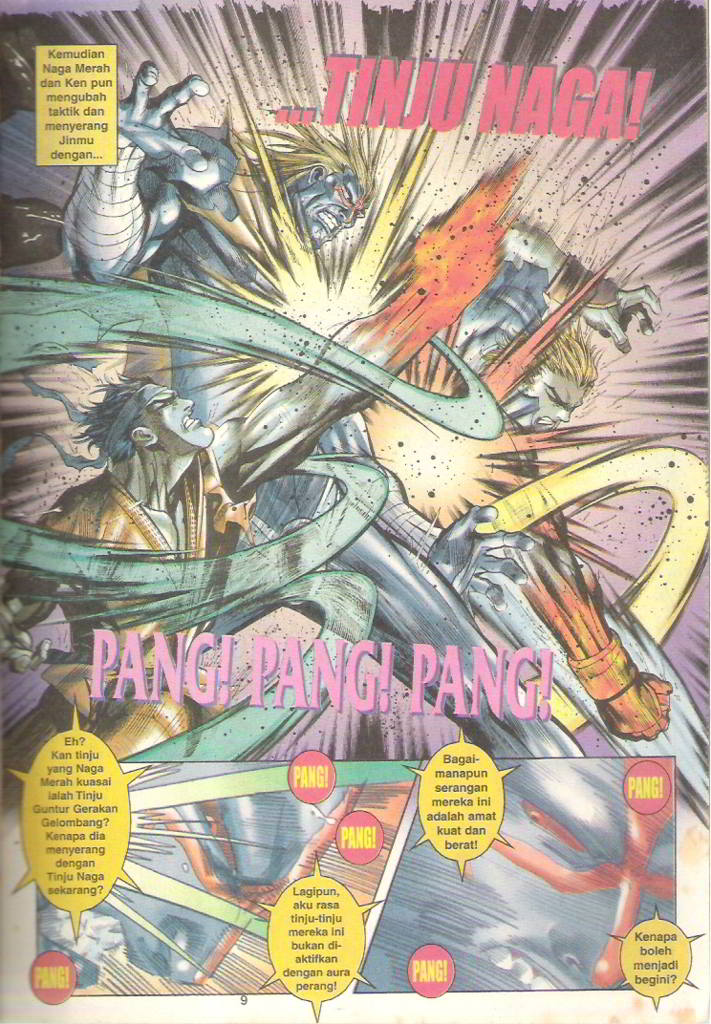 Kemudian
Naga Merah
dan Ken pun
mengubah
taktik dan
menyerang
Jinmu
dengan...
...TINJU NAGA!
PANG! PANG! PANG!
Eh?
Kan tinju
yang Naga
Merah kuasai
ialah Tinju
Guntur Gerakan
Gelombang?
Kenapa dia
menyerang
dengan
Tinju Naga
sekarang?
PANG!
PANG!
PANG!
Lagipun,
aku rasa
tinju-tinju
mereka ini
bukan di-
aktifkan
dengan aura
perang!
Bagai-
manapun
serangan
mereka ini
adalah amat
kuat dan
berat!
PANG!
PANG!
Kenapa
boleh
menjadi
begini?
9